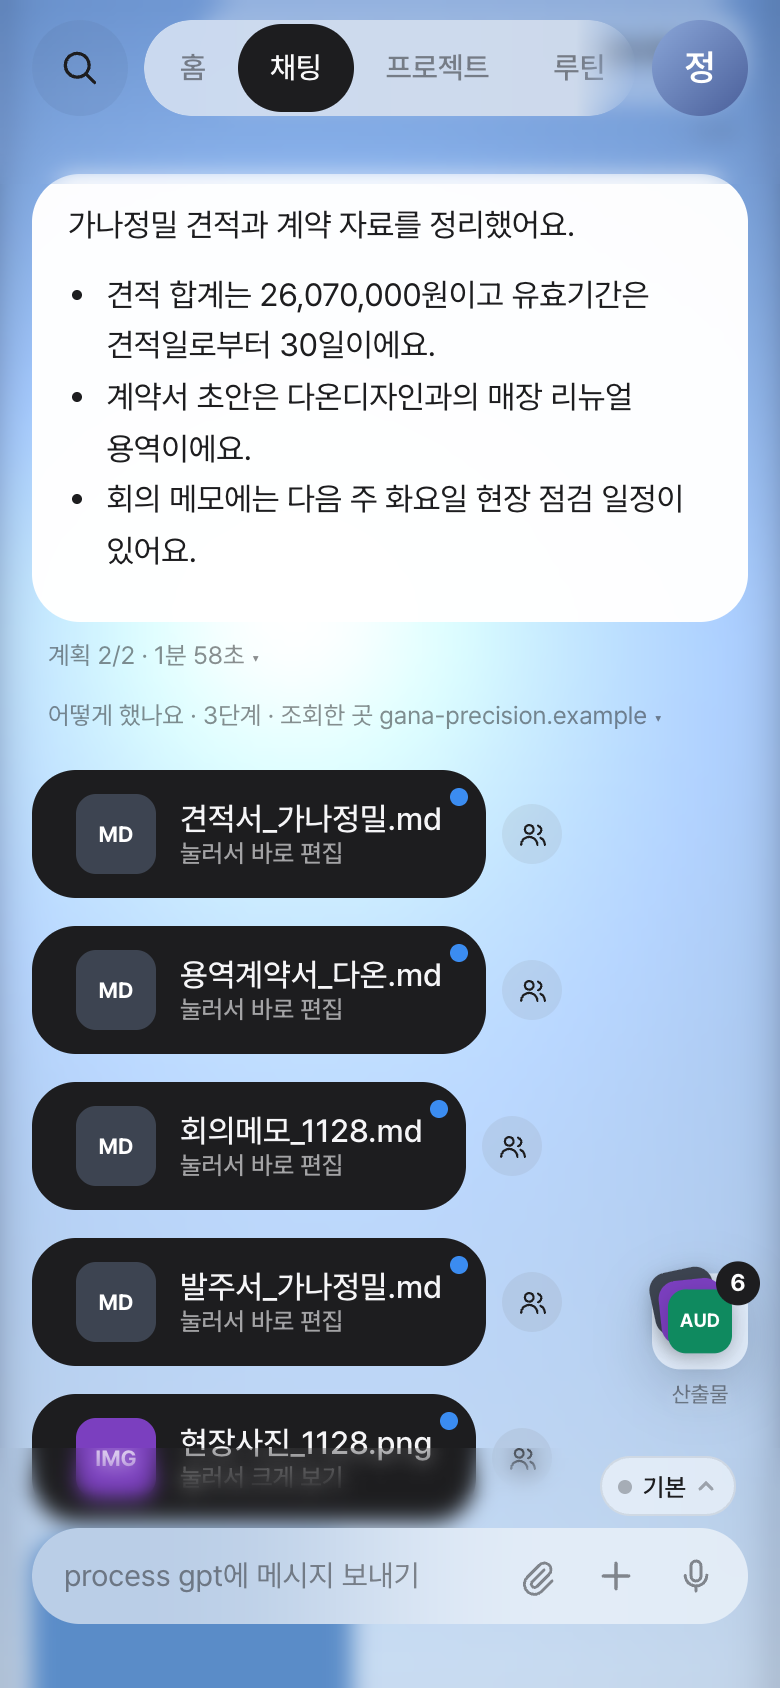 홈
채팅
프로젝트
루틴
정
가나정밀 견적과 계약 자료를 정리했어요.
• 견적 합계는 26,070,000원이고 유효기간은
견적일로부터 30일이에요.
• 계약서 초안은 다온디자인과의 매장 리뉴얼
용역이에요.
• 회의 메모에는 다음 주 화요일 현장 점검 일정이
있어요.
계획 2/2 · 1분 58초 ▾
어떻게 했나요 · 3단계 · 조회한 곳 gana-precision.example ▾
MD
견적서_가나정밀.md
눌러서 바로 편집
MD
용역계약서_다온.md
눌러서 바로 편집
MD
회의메모_1128.md
눌러서 바로 편집
MD
발주서_가나정밀.md
눌러서 바로 편집
6
AUD
산출물
IMG
현장사진_1128.png
눌러서 크게 보기
기본
process gpt에 메시지 보내기